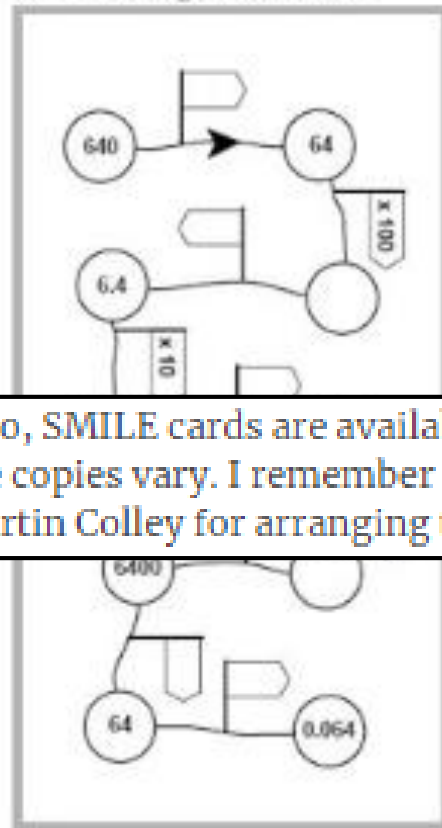 640
64
x 100
6.4
x 10
o, SMILE cards are availa
copies vary. I remember
rtin Colley for arranging
6400
64
0.064